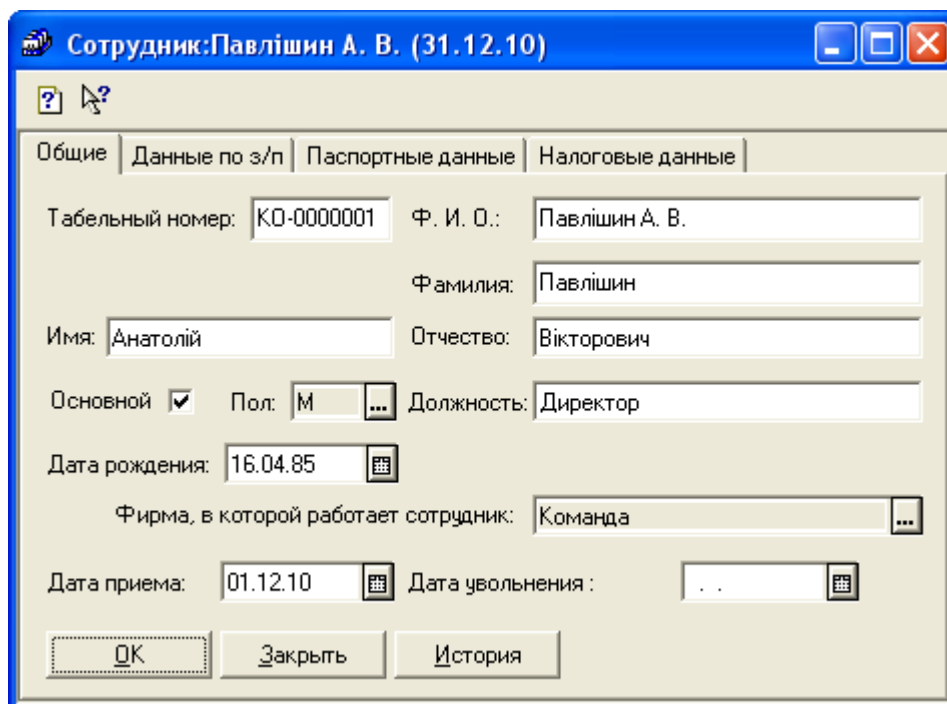 Сотрудник:Павлішин А. В. (31.12.10)
Общие Данные по з/п Паспортные данные Налоговые данные
Табельный номер: КО-0000001 Ф. И. О.: Павлішин А. В.
Фамилия: Павлішин
Имя: Анатолій Отчество: Вікторович
Основной Пол: М ... Должность: Директор
Дата рождения: 16.04.85
Фирма, в которой работает сотрудник: Команда ...
Дата приема: 01.12.10 Дата увольнения : . .
OK Закрыть История